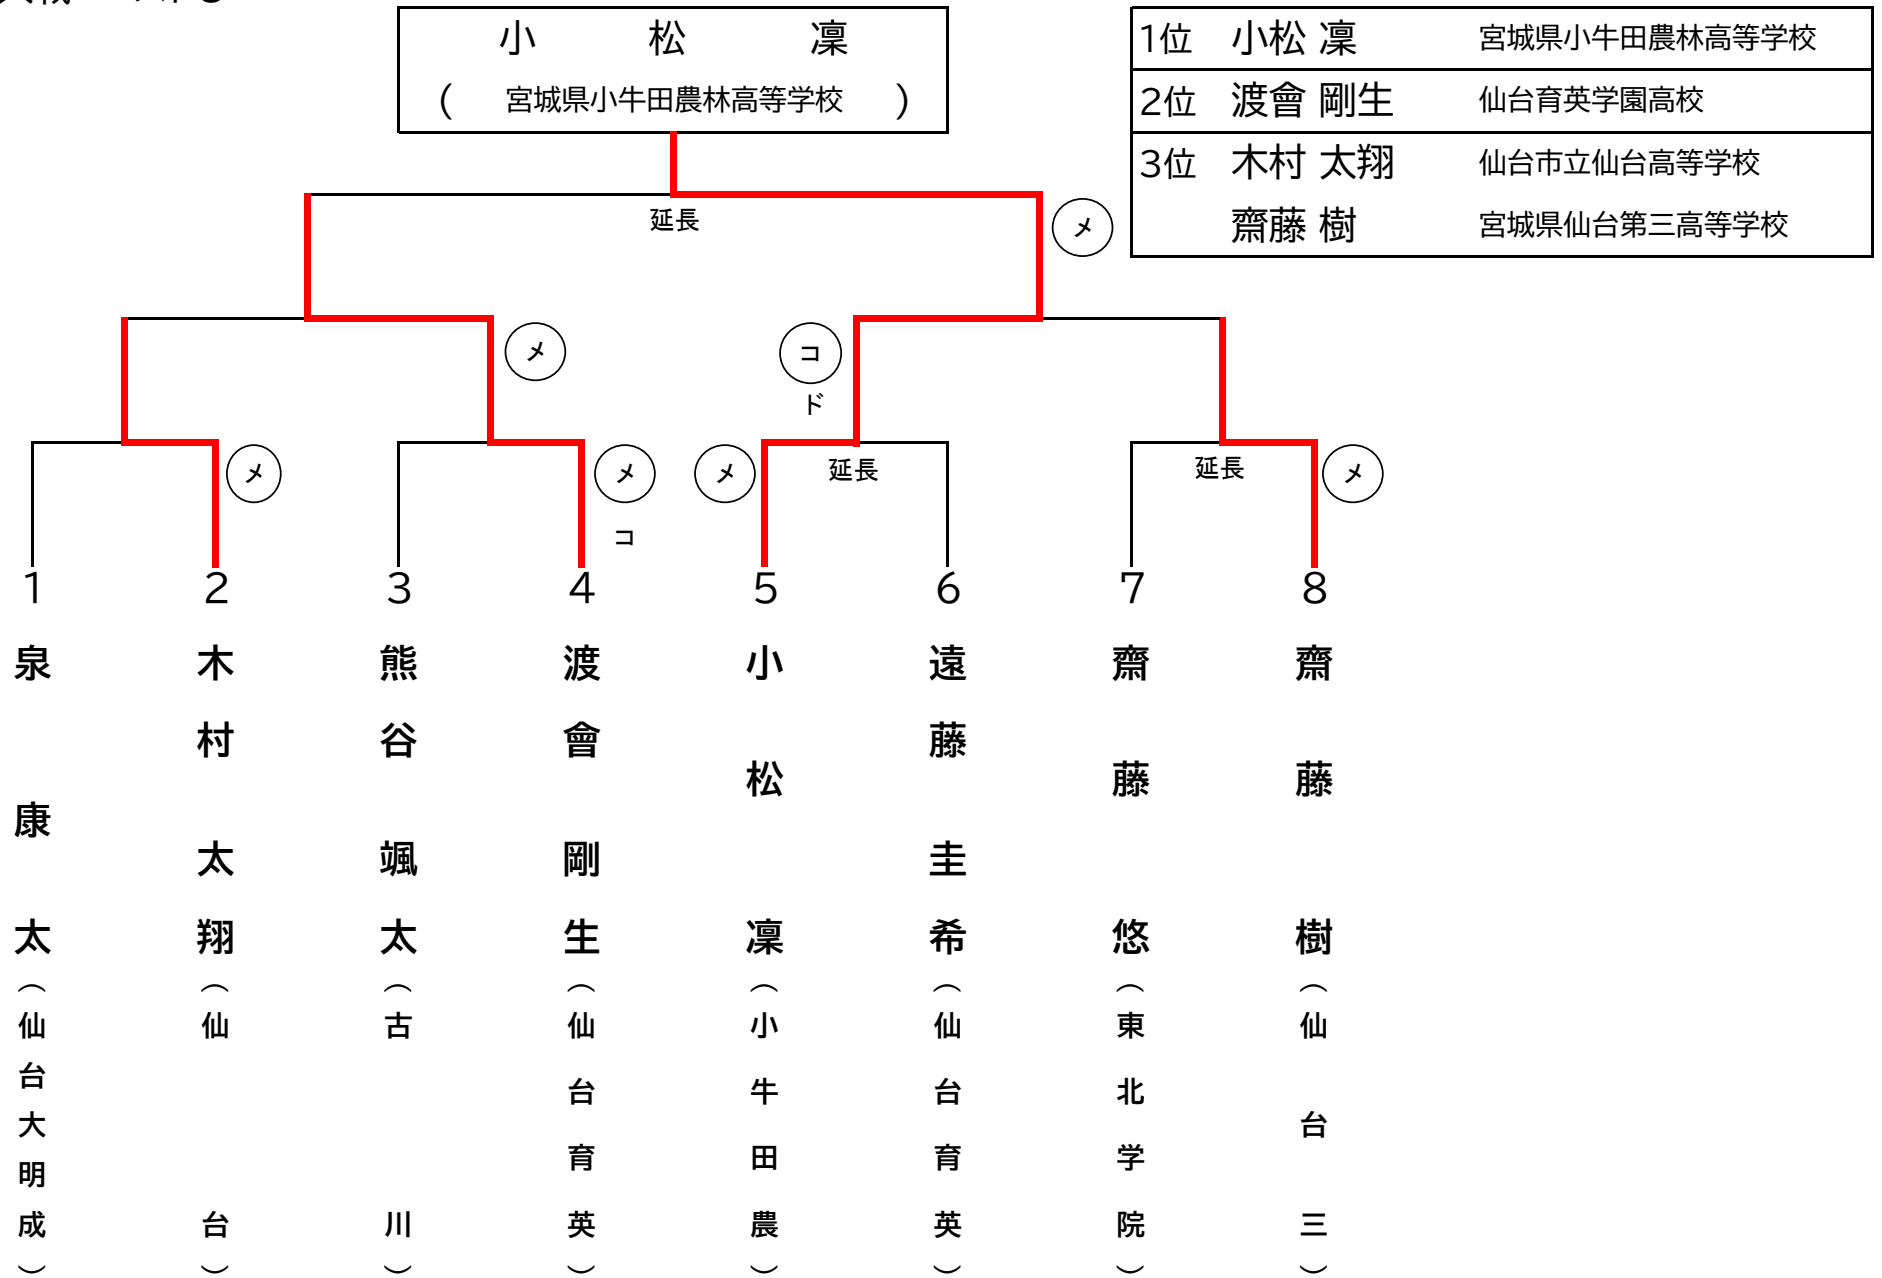 小 松 凜
( 宮城県小牛田農林高等学校 )
1位 小松 凜 宮城県小牛田農林高等学校
2位 渡會 剛生 仙台育英学園高校
3位 木村 太翔 仙台市立仙台高等学校
齋藤 樹 宮城県仙台第三高等学校
延長
メ
メ
コ
ド
メ
メ
コ
メ
延長
延長
メ
1
2
3
4
5
6
7
8
泉 康太(仙台大明成)
木村 太翔(仙台)
熊谷 颯太(古川)
渡會 剛生(仙台育英)
小松 凜(小牛田農)
遠藤 圭希(仙台育英)
齋藤 悠(東北学院)
齋藤 樹(仙台三)